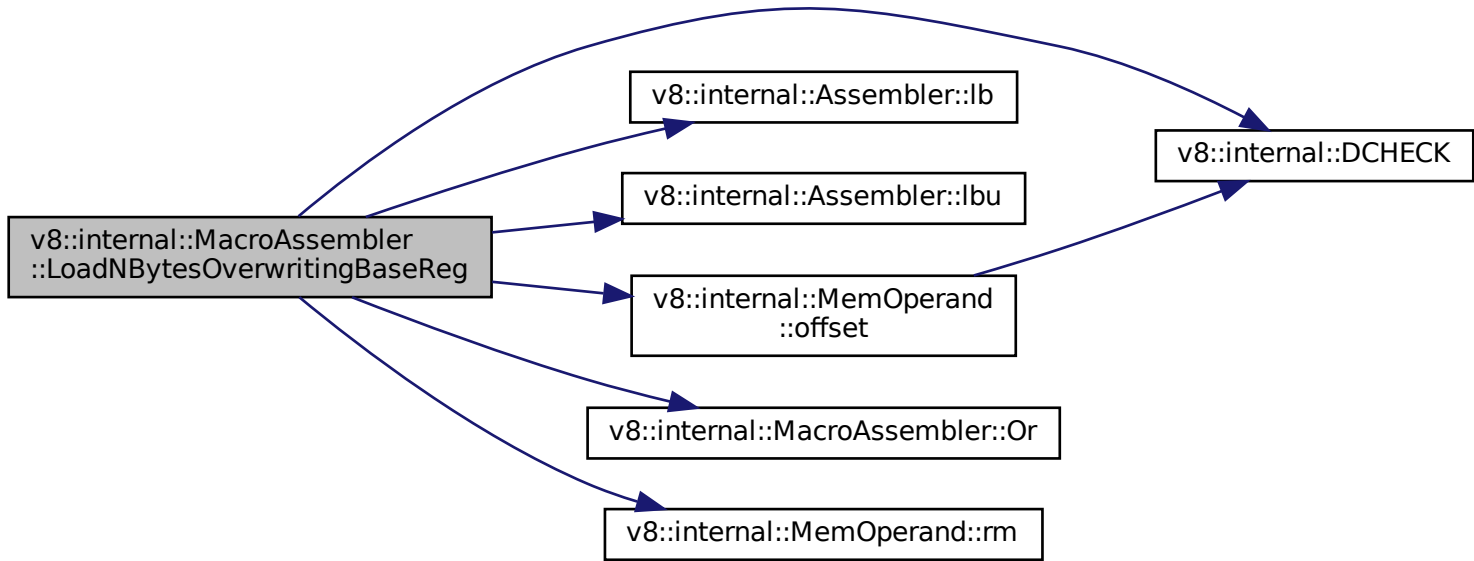 v8::internal::MacroAssembler
::LoadNBytesOverwritingBaseReg
v8::internal::Assembler::lb
v8::internal::Assembler::lbu
v8::internal::MemOperand
::offset
v8::internal::MacroAssembler::Or
v8::internal::MemOperand::rm
v8::internal::DCHECK